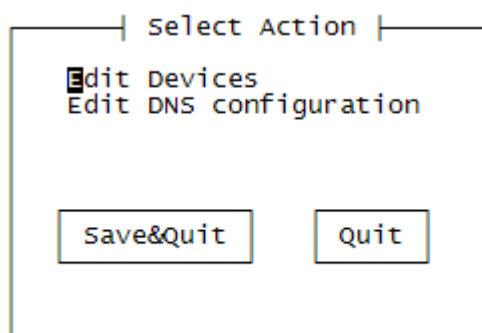 Select Action
Edit Devices
Edit DNS configuration
Save&Quit Quit